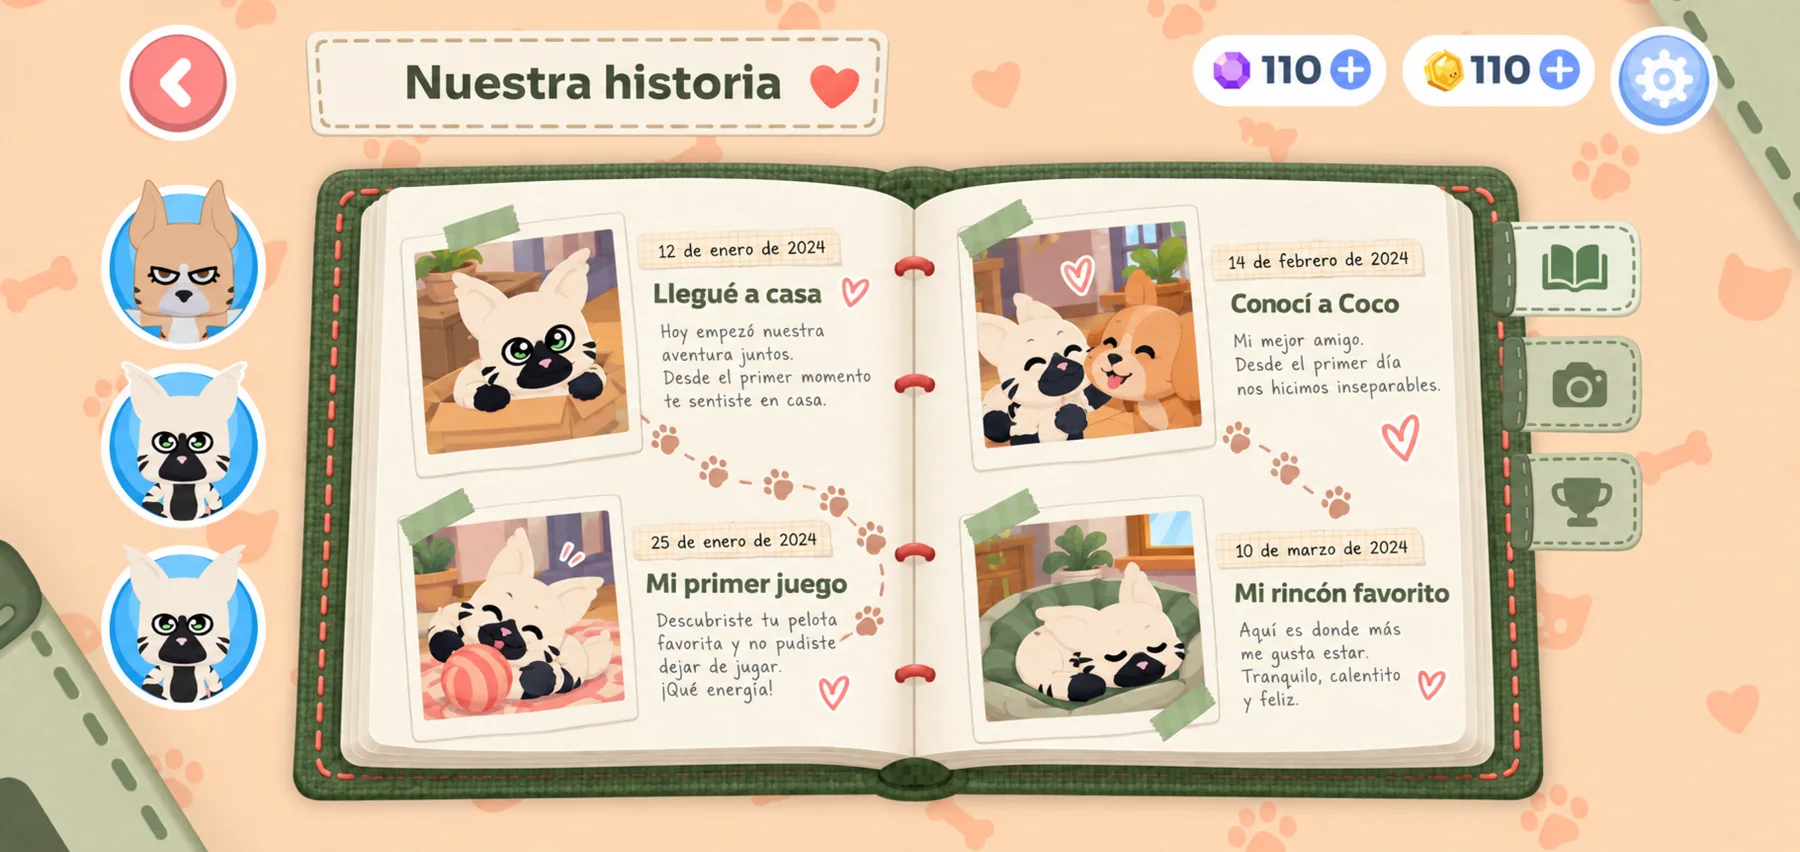 Nuestra historia
110
110
12 de enero de 2024
Llegué a casa
Hoy empezó nuestra
aventura juntos.
Desde el primer momento
te sentiste en casa.
25 de enero de 2024
Mi primer juego
Descubriste tu pelota
favorita y no pudiste
dejar de jugar.
¡Qué energía!
14 de febrero de 2024
Conocí a Coco
Mi mejor amigo.
Desde el primer día
nos hicimos inseparables.
10 de marzo de 2024
Mi rincón favorito
Aquí es donde más
me gusta estar.
Tranquilo, calentito
y feliz.